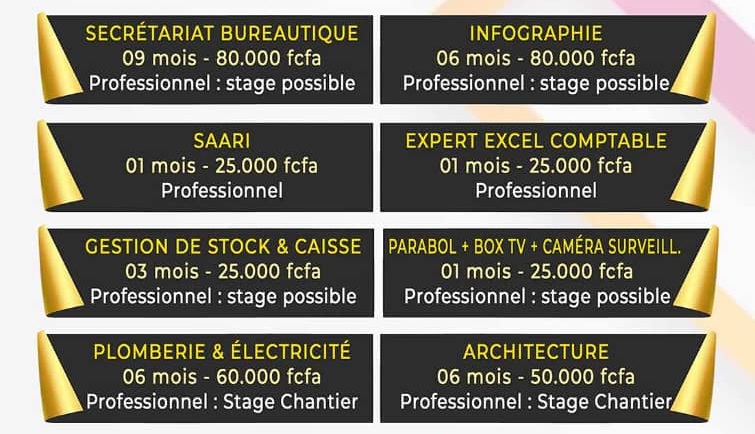 SECRÉTARIAT BUREAUTIQUE
09 mois - 80.000 fcfa
Professionnel : stage possible
INFOGRAPHIE
06 mois - 80.000 fcfa
Professionnel : stage possible
SAARI
01 mois - 25.000 fcfa
Professionnel
EXPERT EXCEL COMPTABLE
01 mois - 25.000 fcfa
Professionnel
GESTION DE STOCK & CAISSE
03 mois - 25.000 fcfa
Professionnel : stage possible
PARABOL + BOX TV + CAMÉRA SURVEILL.
01 mois - 25.000 fcfa
Professionnel : stage possible
PLOMBERIE & ÉLECTRICITÉ
06 mois - 60.000 fcfa
Professionnel : Stage Chantier
ARCHITECTURE
06 mois - 50.000 fcfa
Professionnel : Stage Chantier